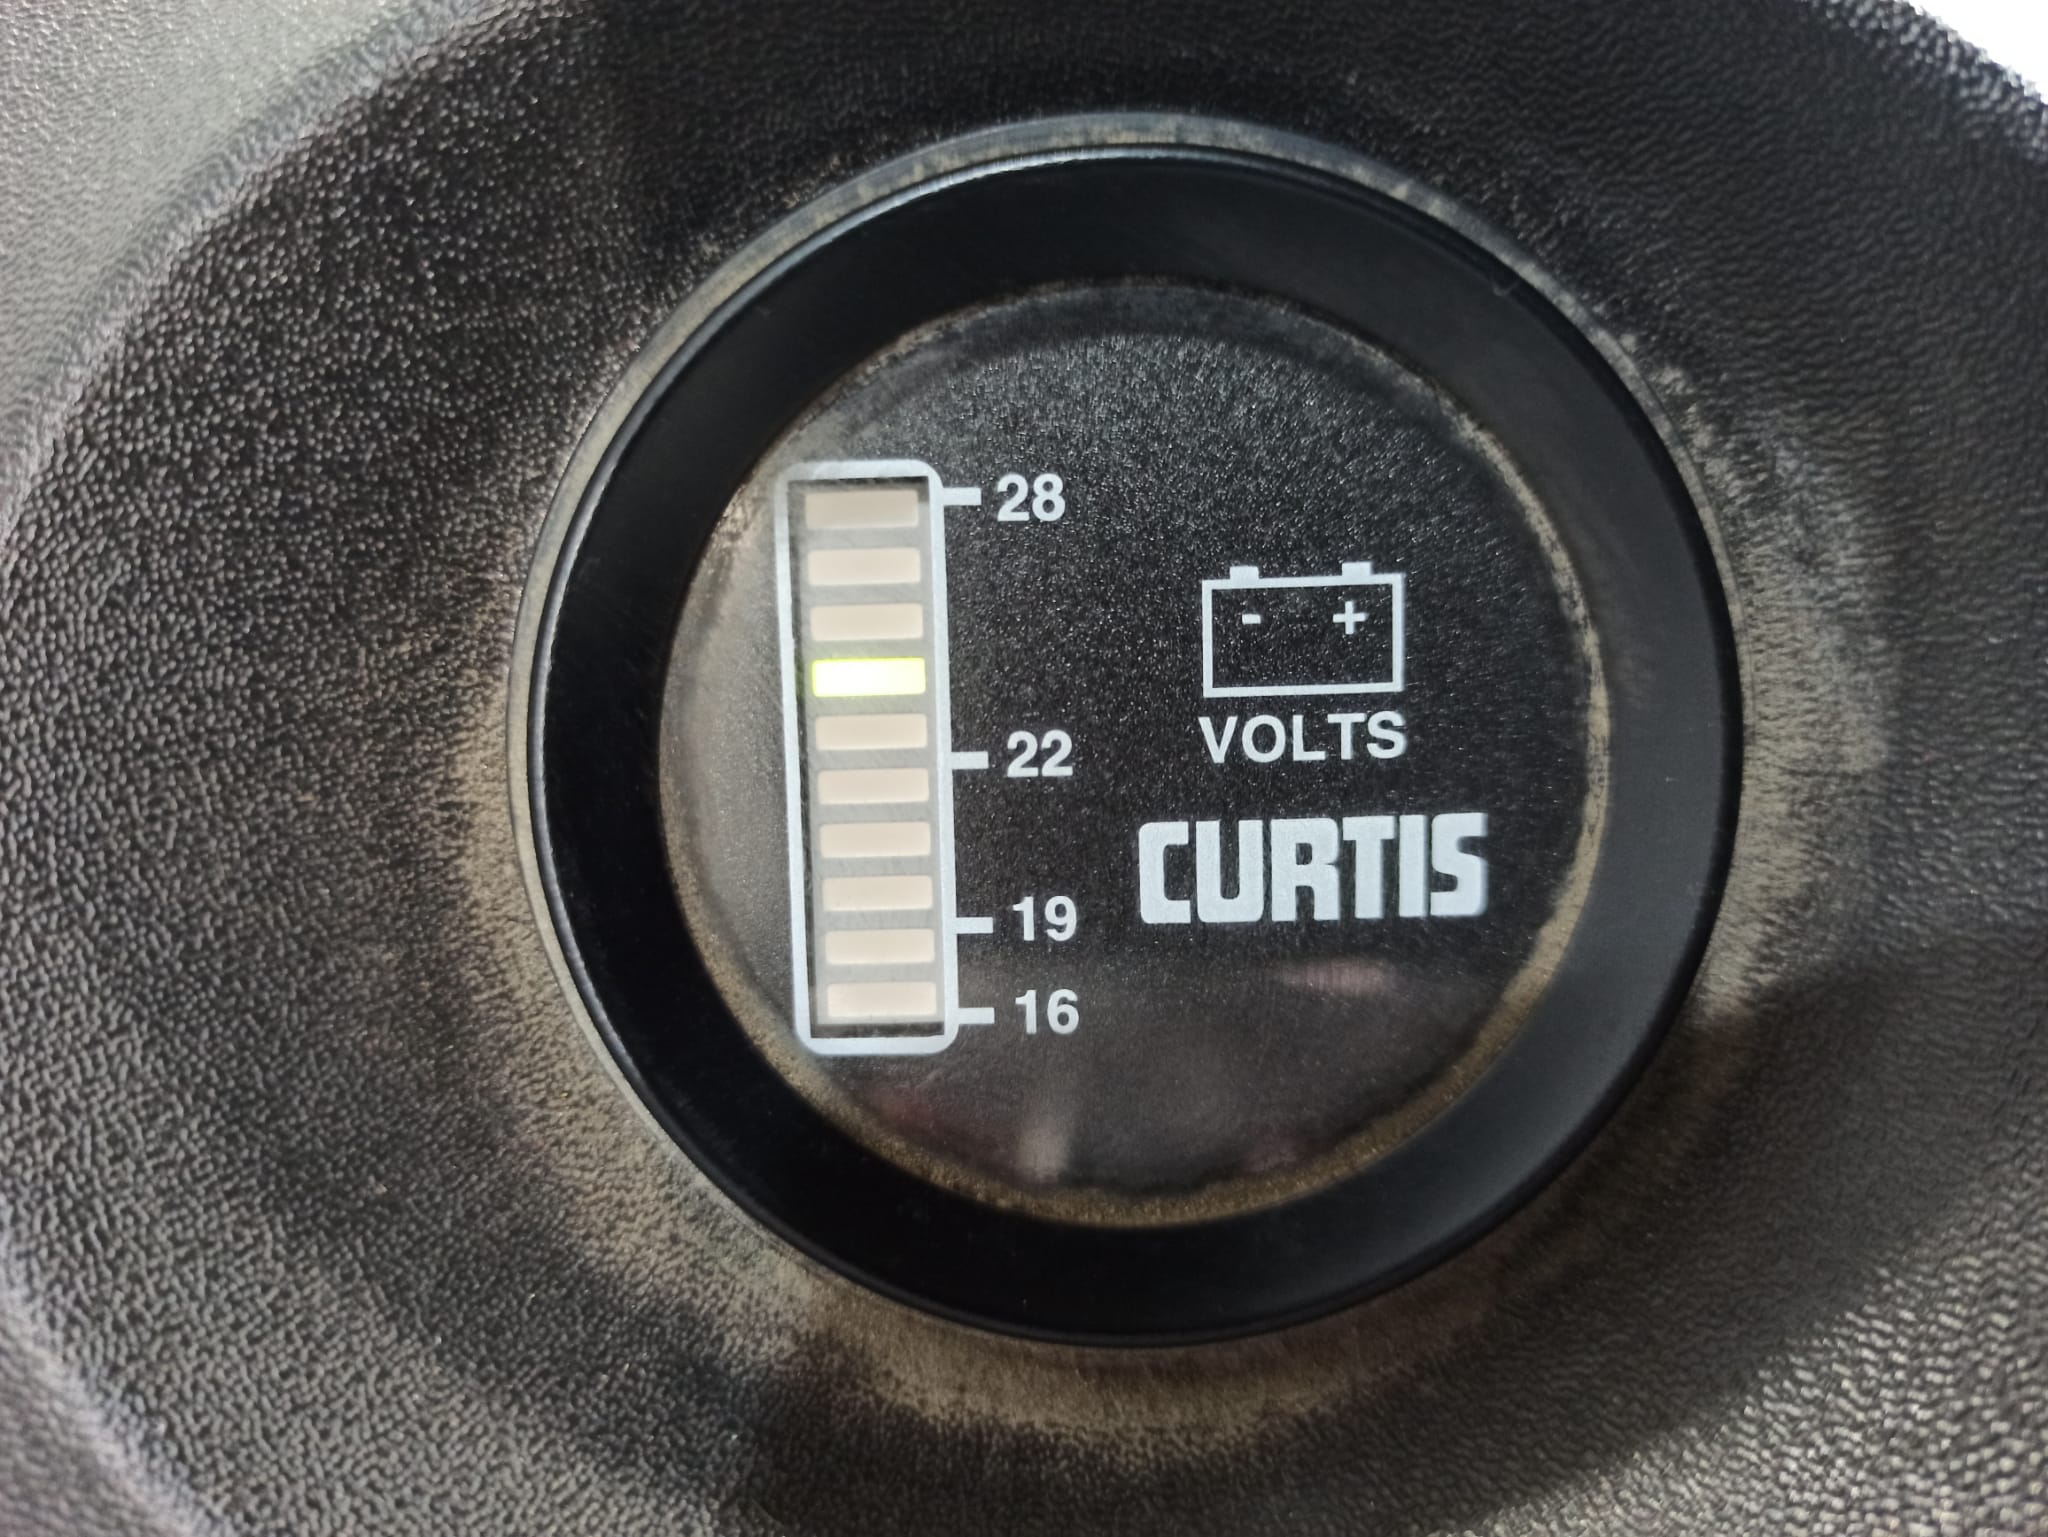 28
- +
22
VOLTS
CURTIS
19
16